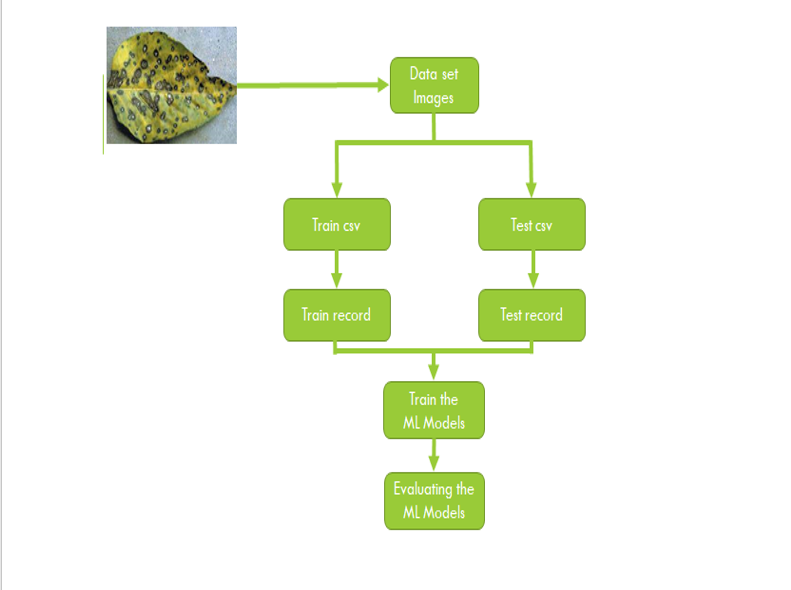 Data set
Images
Train csv
Test csv
Train record
Test record
Train the
ML Models
Evaluating the
ML Models